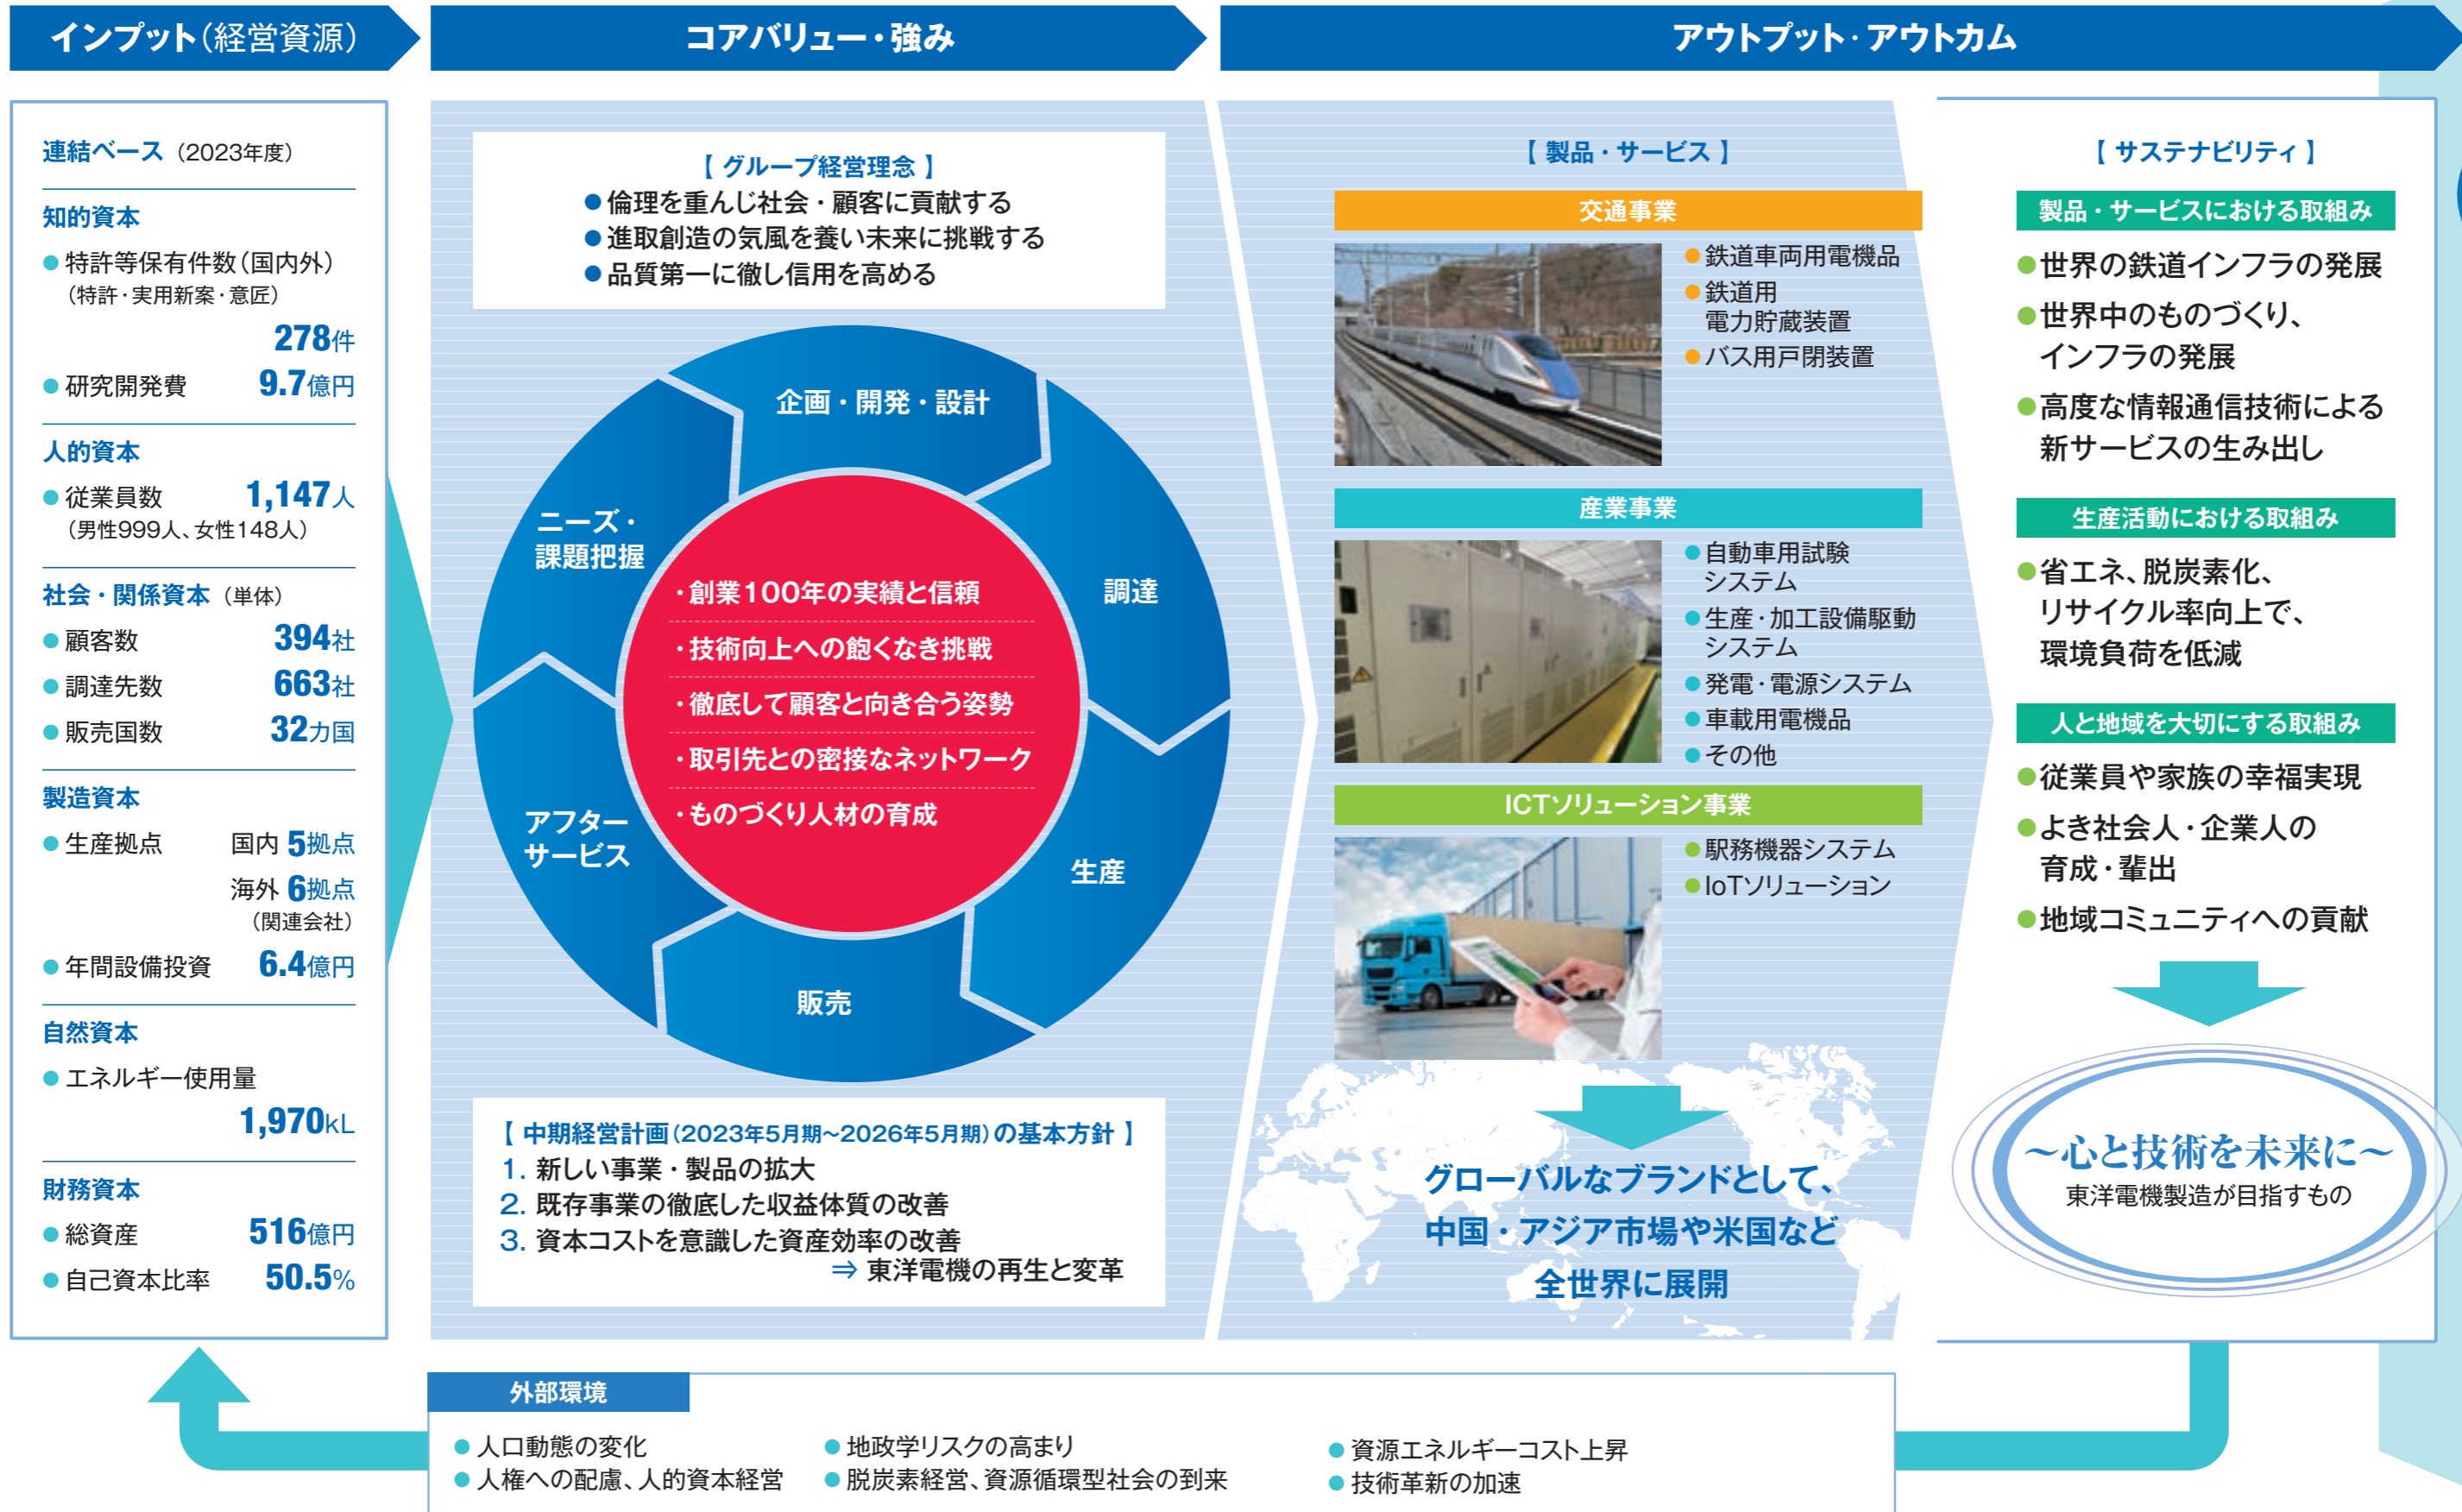 インプット（経営資源）
コアバリュー・強み
アウトプット・アウトカム
連結ベース（2023年度）
知的資本
●特許等保有件数（国内外）
（特許・実用新案・意匠）
278件
●研究開発費 9.7億円
人的資本
●従業員数 1,147人
（男性999人、女性148人）
社会・関係資本（単体）
●顧客数 394社
●調達先数 663社
●販売国数 32カ国
製造資本
●生産拠点 国内 5拠点
海外 6拠点
（関連会社）
●年間設備投資 6.4億円
自然資本
●エネルギー使用量
1,970kL
財務資本
●総資産 516億円
●自己資本比率 50.5%
【 グループ経営理念 】
●倫理を重んじ社会・顧客に貢献する
●進取創造の気風を養い未来に挑戦する
●品質第一に徹し信用を高める
企画・開発・設計
調達
生産
販売
アフター
サービス
ニーズ・
課題把握
・創業100年の実績と信頼
・技術向上への飽くなき挑戦
・徹底して顧客と向き合う姿勢
・取引先との密接なネットワーク
・ものづくり人材の育成
【 中期経営計画（2023年5月期～2026年5月期）の基本方針 】
1. 新しい事業・製品の拡大
2. 既存事業の徹底した収益体質の改善
3. 資本コストを意識した資産効率の改善
⇒ 東洋電機の再生と変革
【 製品・サービス 】
交通事業
●鉄道車両用電機品
●鉄道用
電力貯蔵装置
●バス用戸閉装置
産業事業
●自動車用試験
システム
●生産・加工設備駆動
システム
●発電・電源システム
●車載用電機品
●その他
ICTソリューション事業
●駅務機器システム
●IoTソリューション
グローバルなブランドとして、
中国・アジア市場や米国など
全世界に展開
【 サステナビリティ 】
製品・サービスにおける取組み
●世界の鉄道インフラの発展
●世界中のものづくり、
インフラの発展
●高度な情報通信技術による
新サービスの生み出し
生産活動における取組み
●省エネ、脱炭素化、
リサイクル率向上で、
環境負荷を低減
人と地域を大切にする取組み
●従業員や家族の幸福実現
●よき社会人・企業人の
育成・輩出
●地域コミュニティへの貢献
～心と技術を未来に～
東洋電機製造が目指すもの
外部環境
●人口動態の変化
●人権への配慮、人的資本経営
●地政学リスクの高まり
●脱炭素経営、資源循環型社会の到来
●資源エネルギーコスト上昇
●技術革新の加速